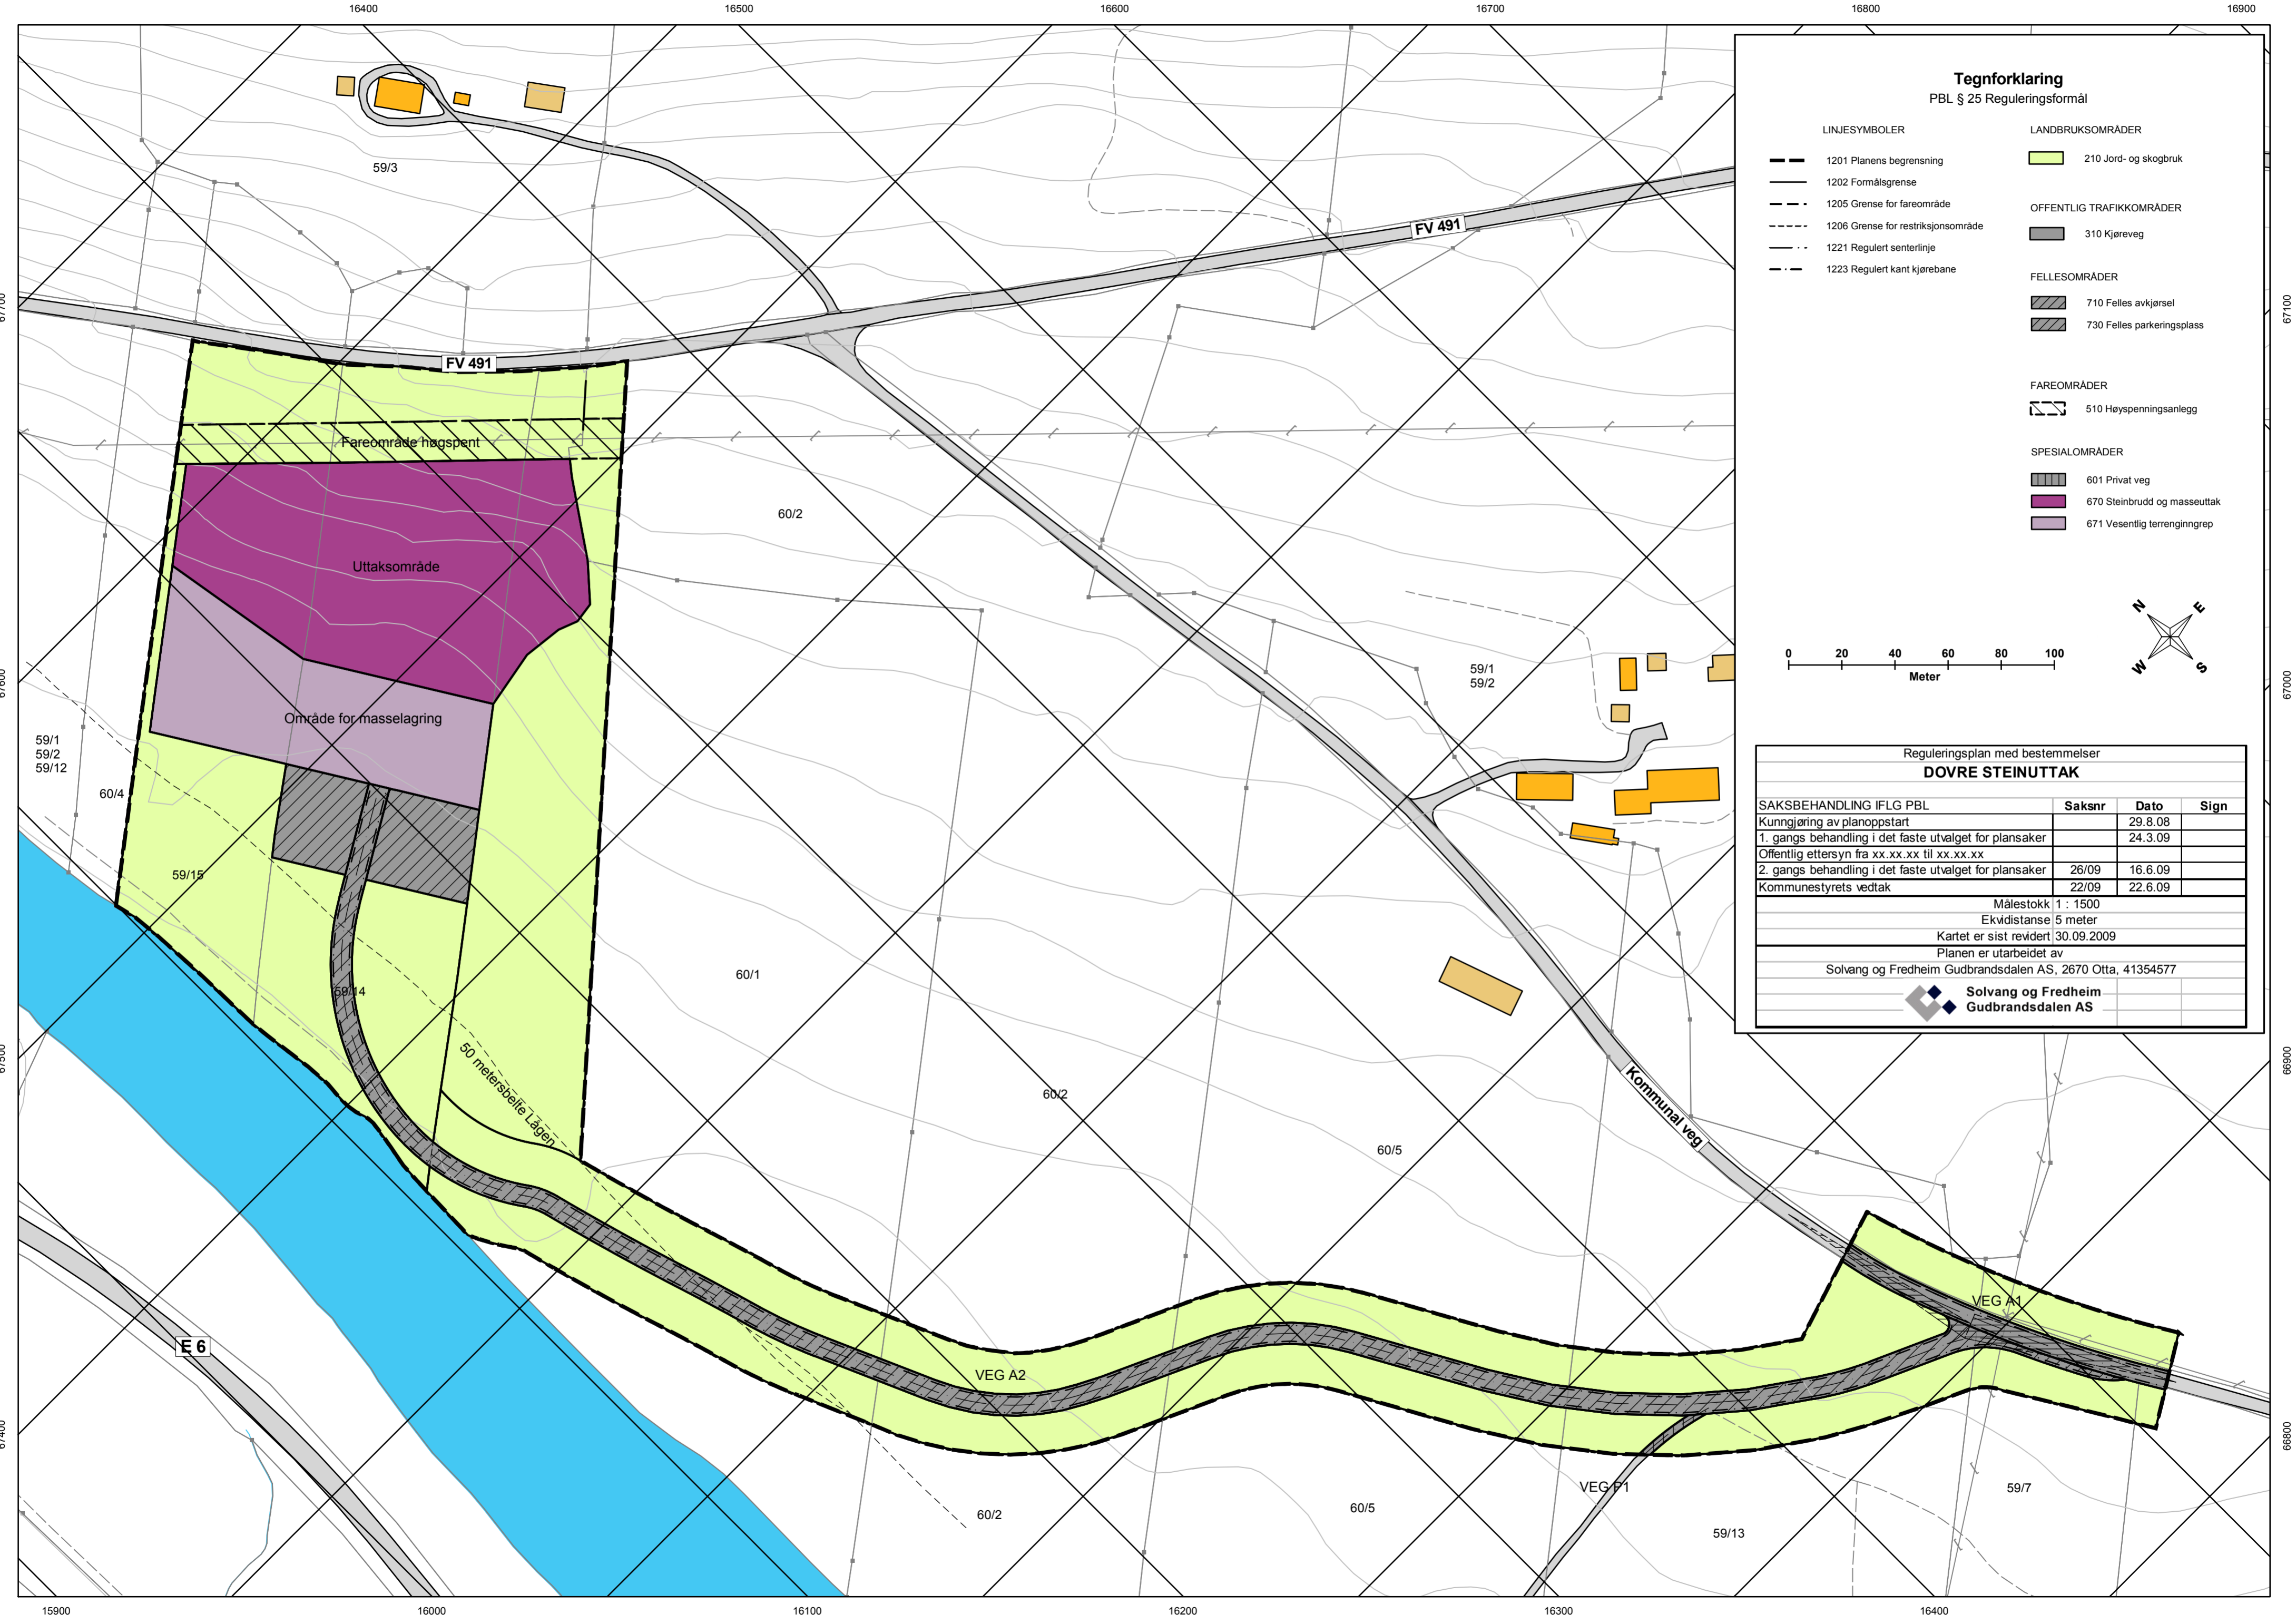 16400
16500
16600
16700
16800
16900
67700
67600
67500
67400
67100
67000
66900
66800
15900
16000
16100
16200
16300
16400
59/3
FV 491
FV 491
Fareområde høgspent
Uttaksområde
Område for masselagring
60/2
59/1
59/2
59/1
59/2
59/12
60/4
59/15
59/14
60/1
50 metersbelte Lågen
60/2
60/5
Kommunal veg
E 6
VEG A1
VEG A2
VEG P1
60/2
60/5
59/13
59/7
Tegnforklaring
PBL § 25 Reguleringsformål
LINJESYMBOLER
1201 Planens begrensning
1202 Formålsgrense
1205 Grense for fareområde
1206 Grense for restriksjonsområde
1221 Regulert senterlinje
1223 Regulert kant kjørebane
LANDBRUKSOMRÅDER
210 Jord- og skogbruk
OFFENTLIG TRAFIKKOMRÅDER
310 Kjøreveg
FELLESOMRÅDER
710 Felles avkjørsel
730 Felles parkeringsplass
FAREOMRÅDER
510 Høyspenningsanlegg
SPESIALOMRÅDER
601 Privat veg
670 Steinbrudd og masseuttak
671 Vesentlig terrenginngrep
N E
W S
0 20 40 60 80 100
Meter
Reguleringsplan med bestemmelser
DOVRE STEINUTTAK
SAKSBEHANDLING IFLG PBL Saksnr Dato Sign
Kunngjøring av planoppstart 29.8.08
1. gangs behandling i det faste utvalget for plansaker 24.3.09
Offentlig ettersyn fra xx.xx.xx til xx.xx.xx
2. gangs behandling i det faste utvalget for plansaker 26/09 16.6.09
Kommunestyrets vedtak 22/09 22.6.09
Målestokk 1 : 1500
Ekvidistanse 5 meter
Kartet er sist revidert 30.09.2009
Planen er utarbeidet av
Solvang og Fredheim Gudbrandsdalen AS, 2670 Otta, 41354577
Solvang og Fredheim
Gudbrandsdalen AS